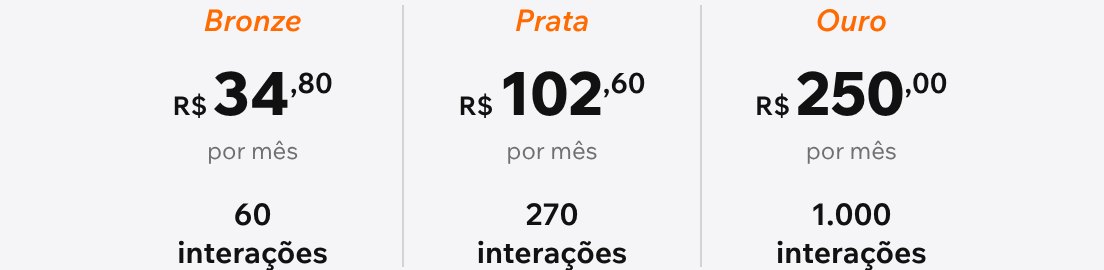 Bronze
R$ 34,80
por mês
60
interações
Prata
R$ 102,60
por mês
270
interações
Ouro
R$ 250,00
por mês
1.000
interações